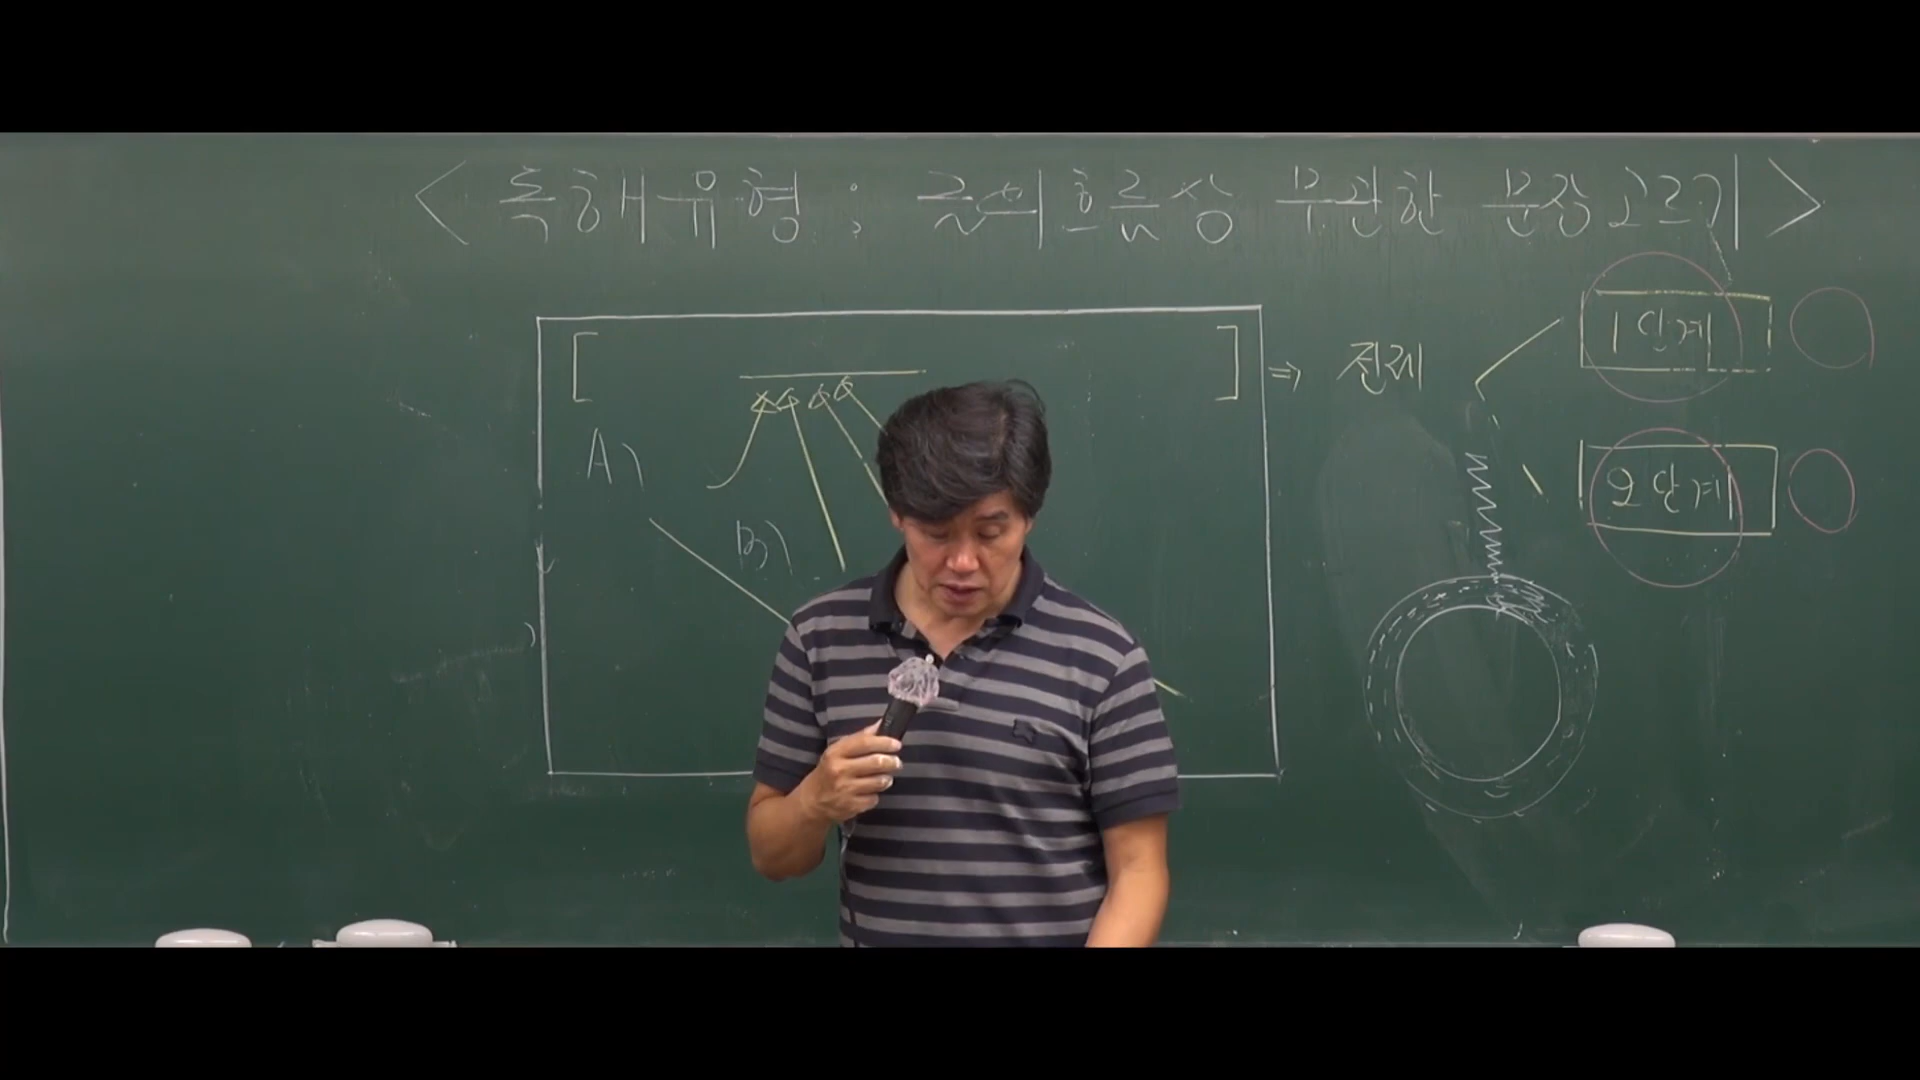 < 독해유형 : 글의 흐름상 무관한 문장 고르기 >
[ ] ⇒ 전제
1단계
A)
2단계
B)